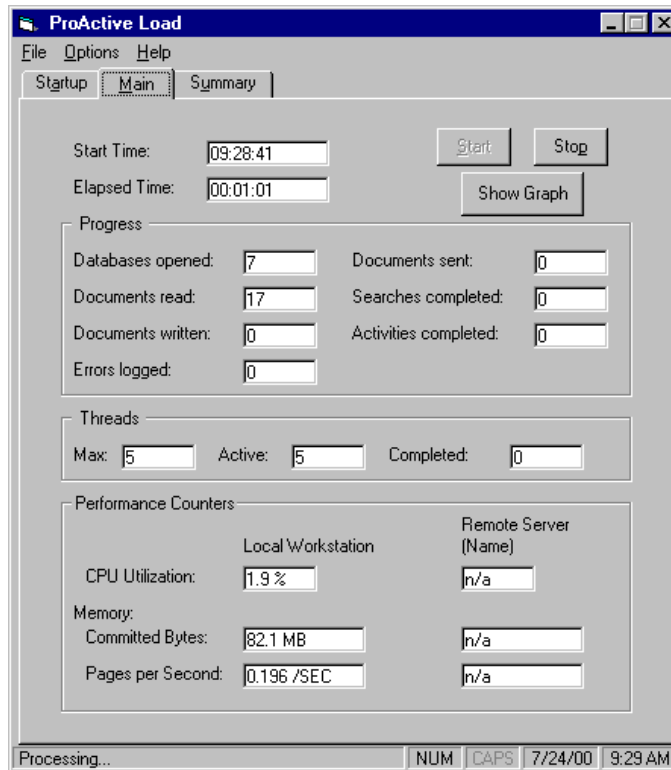 ProActive Load
File Options Help
Startup Main Summary
Start Time: 09:28:41 Start Stop
Elapsed Time: 00:01:01 Show Graph
Progress
Databases opened: 7 Documents sent: 0
Documents read: 17 Searches completed: 0
Documents written: 0 Activities completed: 0
Errors logged: 0
Threads
Max: 5 Active: 5 Completed: 0
Performance Counters
Remote Server
Local Workstation (Name)
CPU Utilization: 1.9 % n/a
Memory:
Committed Bytes: 82.1 MB n/a
Pages per Second: 0.196 /SEC n/a
Processing... NUM CAPS 7/24/00 9:29 AM